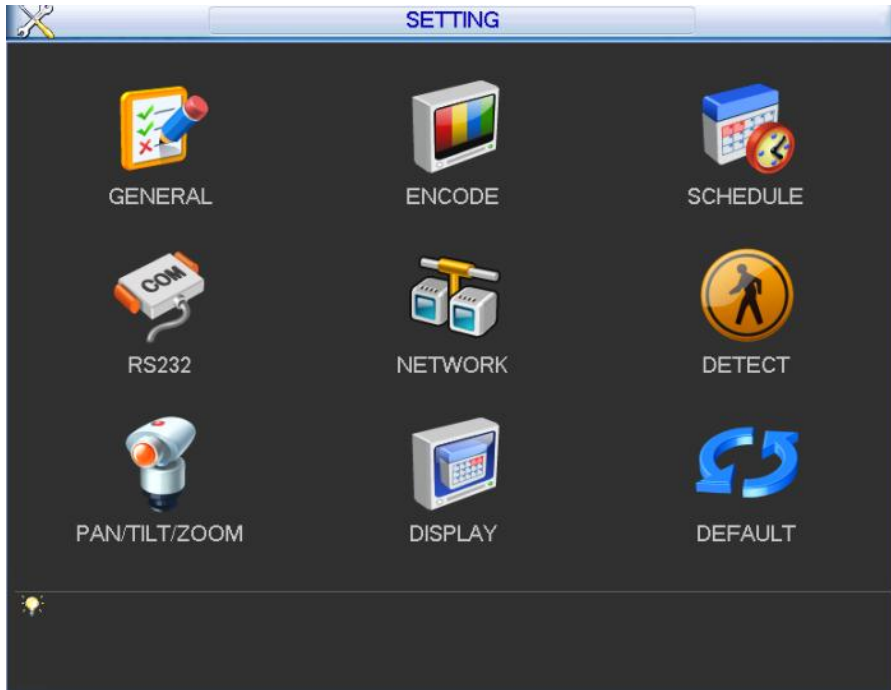 SETTING
GENERAL
ENCODE
SCHEDULE
COM
RS232
NETWORK
DETECT
PAN/TILT/ZOOM
DISPLAY
DEFAULT